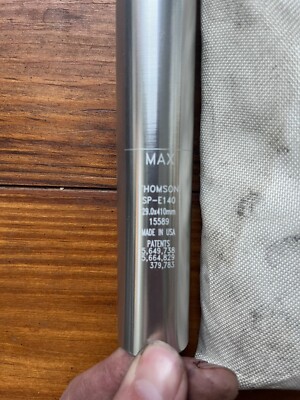 MAX
HOMSON
SP-E140
29.0x410mm
15589
MADE IN USA
PATENTS
5,649,738
5,664,829
379,783